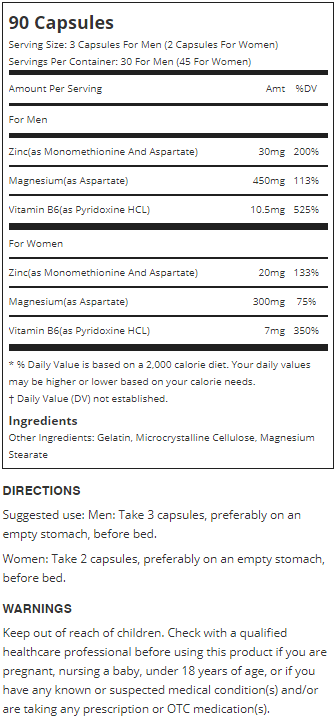 90 Capsules
Serving Size: 3 Capsules For Men (2 Capsules For Women)
Servings Per Container: 30 For Men (45 For Women)
Amount Per Serving Amt %DV
For Men
Zinc(as Monomethionine And Aspartate) 30mg 200%
Magnesium(as Aspartate) 450mg 113%
Vitamin B6(as Pyridoxine HCL) 10.5mg 525%
For Women
Zinc(as Monomethionine And Aspartate) 20mg 133%
Magnesium(as Aspartate) 300mg 75%
Vitamin B6(as Pyridoxine HCL) 7mg 350%
* % Daily Value is based on a 2,000 calorie diet. Your daily values
may be higher or lower based on your calorie needs.
† Daily Value (DV) not established.
Ingredients
Other Ingredients: Gelatin, Microcrystalline Cellulose, Magnesium
Stearate
DIRECTIONS
Suggested use: Men: Take 3 capsules, preferably on an
empty stomach, before bed.
Women: Take 2 capsules, preferably on an empty stomach,
before bed.
WARNINGS
Keep out of reach of children. Check with a qualified
healthcare professional before using this product if you are
pregnant, nursing a baby, under 18 years of age, or if you
have any known or suspected medical condition(s) and/or
are taking any prescription or OTC medication(s).